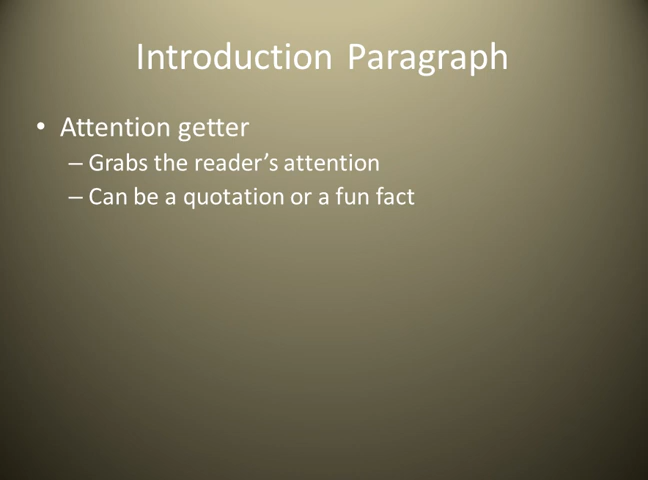 Introduction Paragraph
• Attention getter
– Grabs the reader’s attention
– Can be a quotation or a fun fact